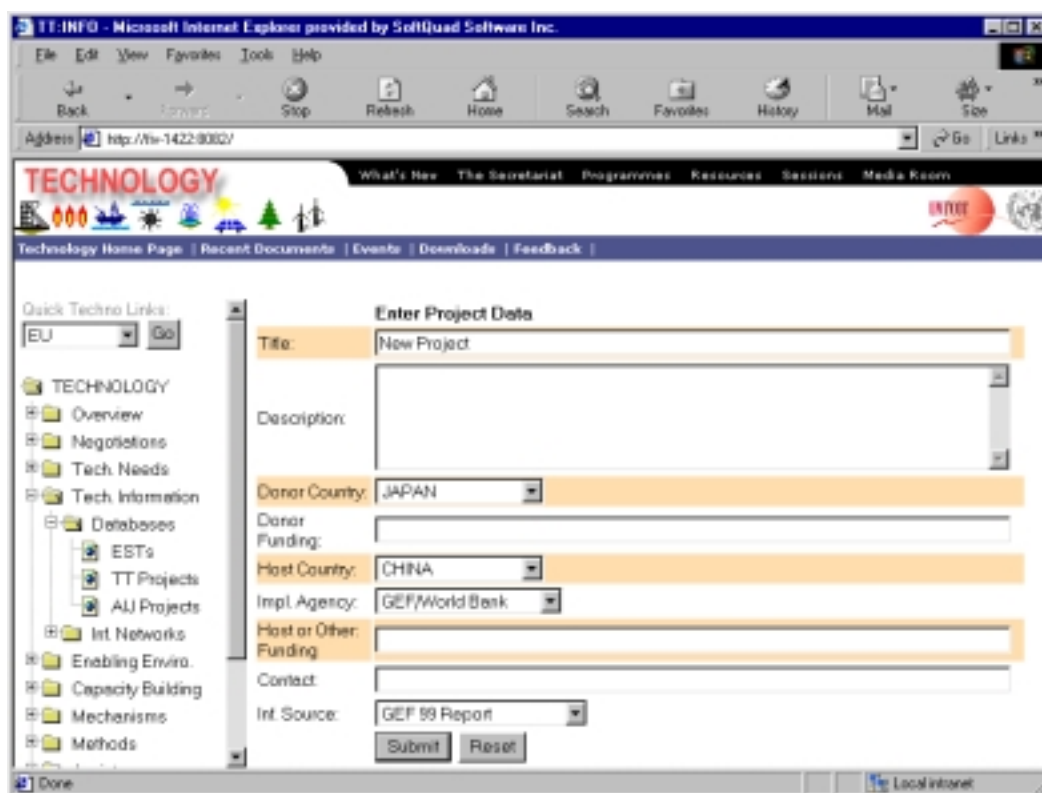 TT:INFO - Microsoft Internet Explorer provided by SoftQuad Software Inc.
File Edit View Favorites Tools Help
Back Forward Stop Refresh Home Search Favorites History Mail Size
Address http://ttv-1422:8082/ Go Links
What's New The Secretariat Programmes Resources Sessions Media Room
TECHNOLOGY
Technology Home Page | Recent Documents | Events | Downloads | Feedback |
Quick Techno Links:
EU Go
TECHNOLOGY
Overview
Negotiations
Tech. Needs
Tech. Information
Databases
ESTs
TT Projects
AIJ Projects
Inf. Networks
Enabling Enviro.
Capacity Building
Mechanisms
Methods
Enter Project Data
Title: New Project
Description:
Donor Country: JAPAN
Donor Funding:
Host Country: CHINA
Impl. Agency: GEF/World Bank
Host or Other: Funding
Contact:
Inf. Source: GEF 99 Report
Submit Reset
Done Local intranet